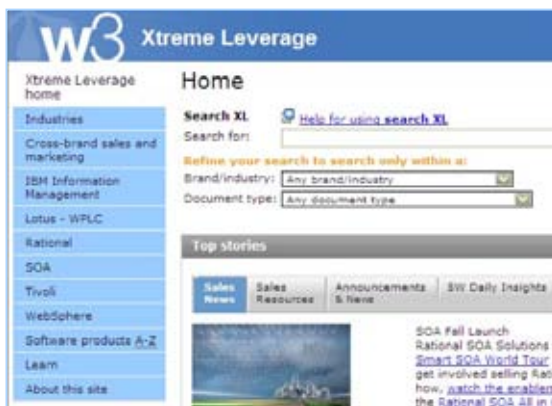 w3 Xtreme Leverage
Xtreme Leverage
home
Industries
Cross-brand sales and
marketing
IBM Information
Management
Lotus - WPLC
Rational
SOA
Tivoli
WebSphere
Software products A-Z
Learn
About this site
Home
Search XL Help for using search XL
Search for:
Refine your search to search only within a:
Brand/industry: Any brand/industry
Document type: Any document type
Top stories
Sales
News
Sales
Resources
Announcements
& News
SW Daily Insights
SOA Fall Launch
Rational SOA Solutions
Smart SOA World Tour
get involved selling Rat
how, watch the enablem
the Rational SOA All in